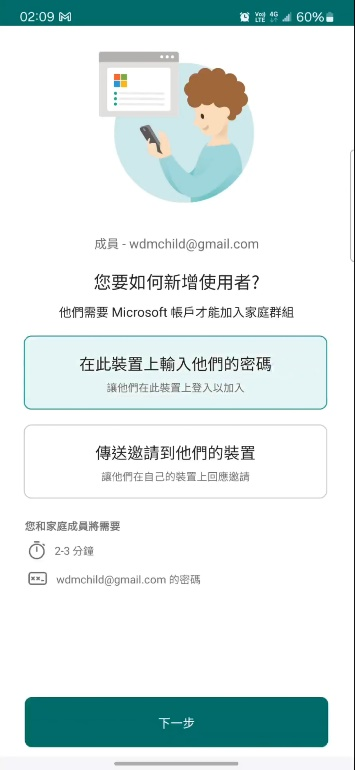 02:09 60%
VoD LTE 4G
成員 - wdmchild@gmail.com
您要如何新增使用者?
他們需要 Microsoft 帳戶才能加入家庭群組
在此裝置上輸入他們的密碼
讓他們在此裝置上登入以加入
傳送邀請到他們的裝置
讓他們在自己的裝置上回應邀請
您和家庭成員將需要
2-3 分鐘
wdmchild@gmail.com 的密碼
下一步